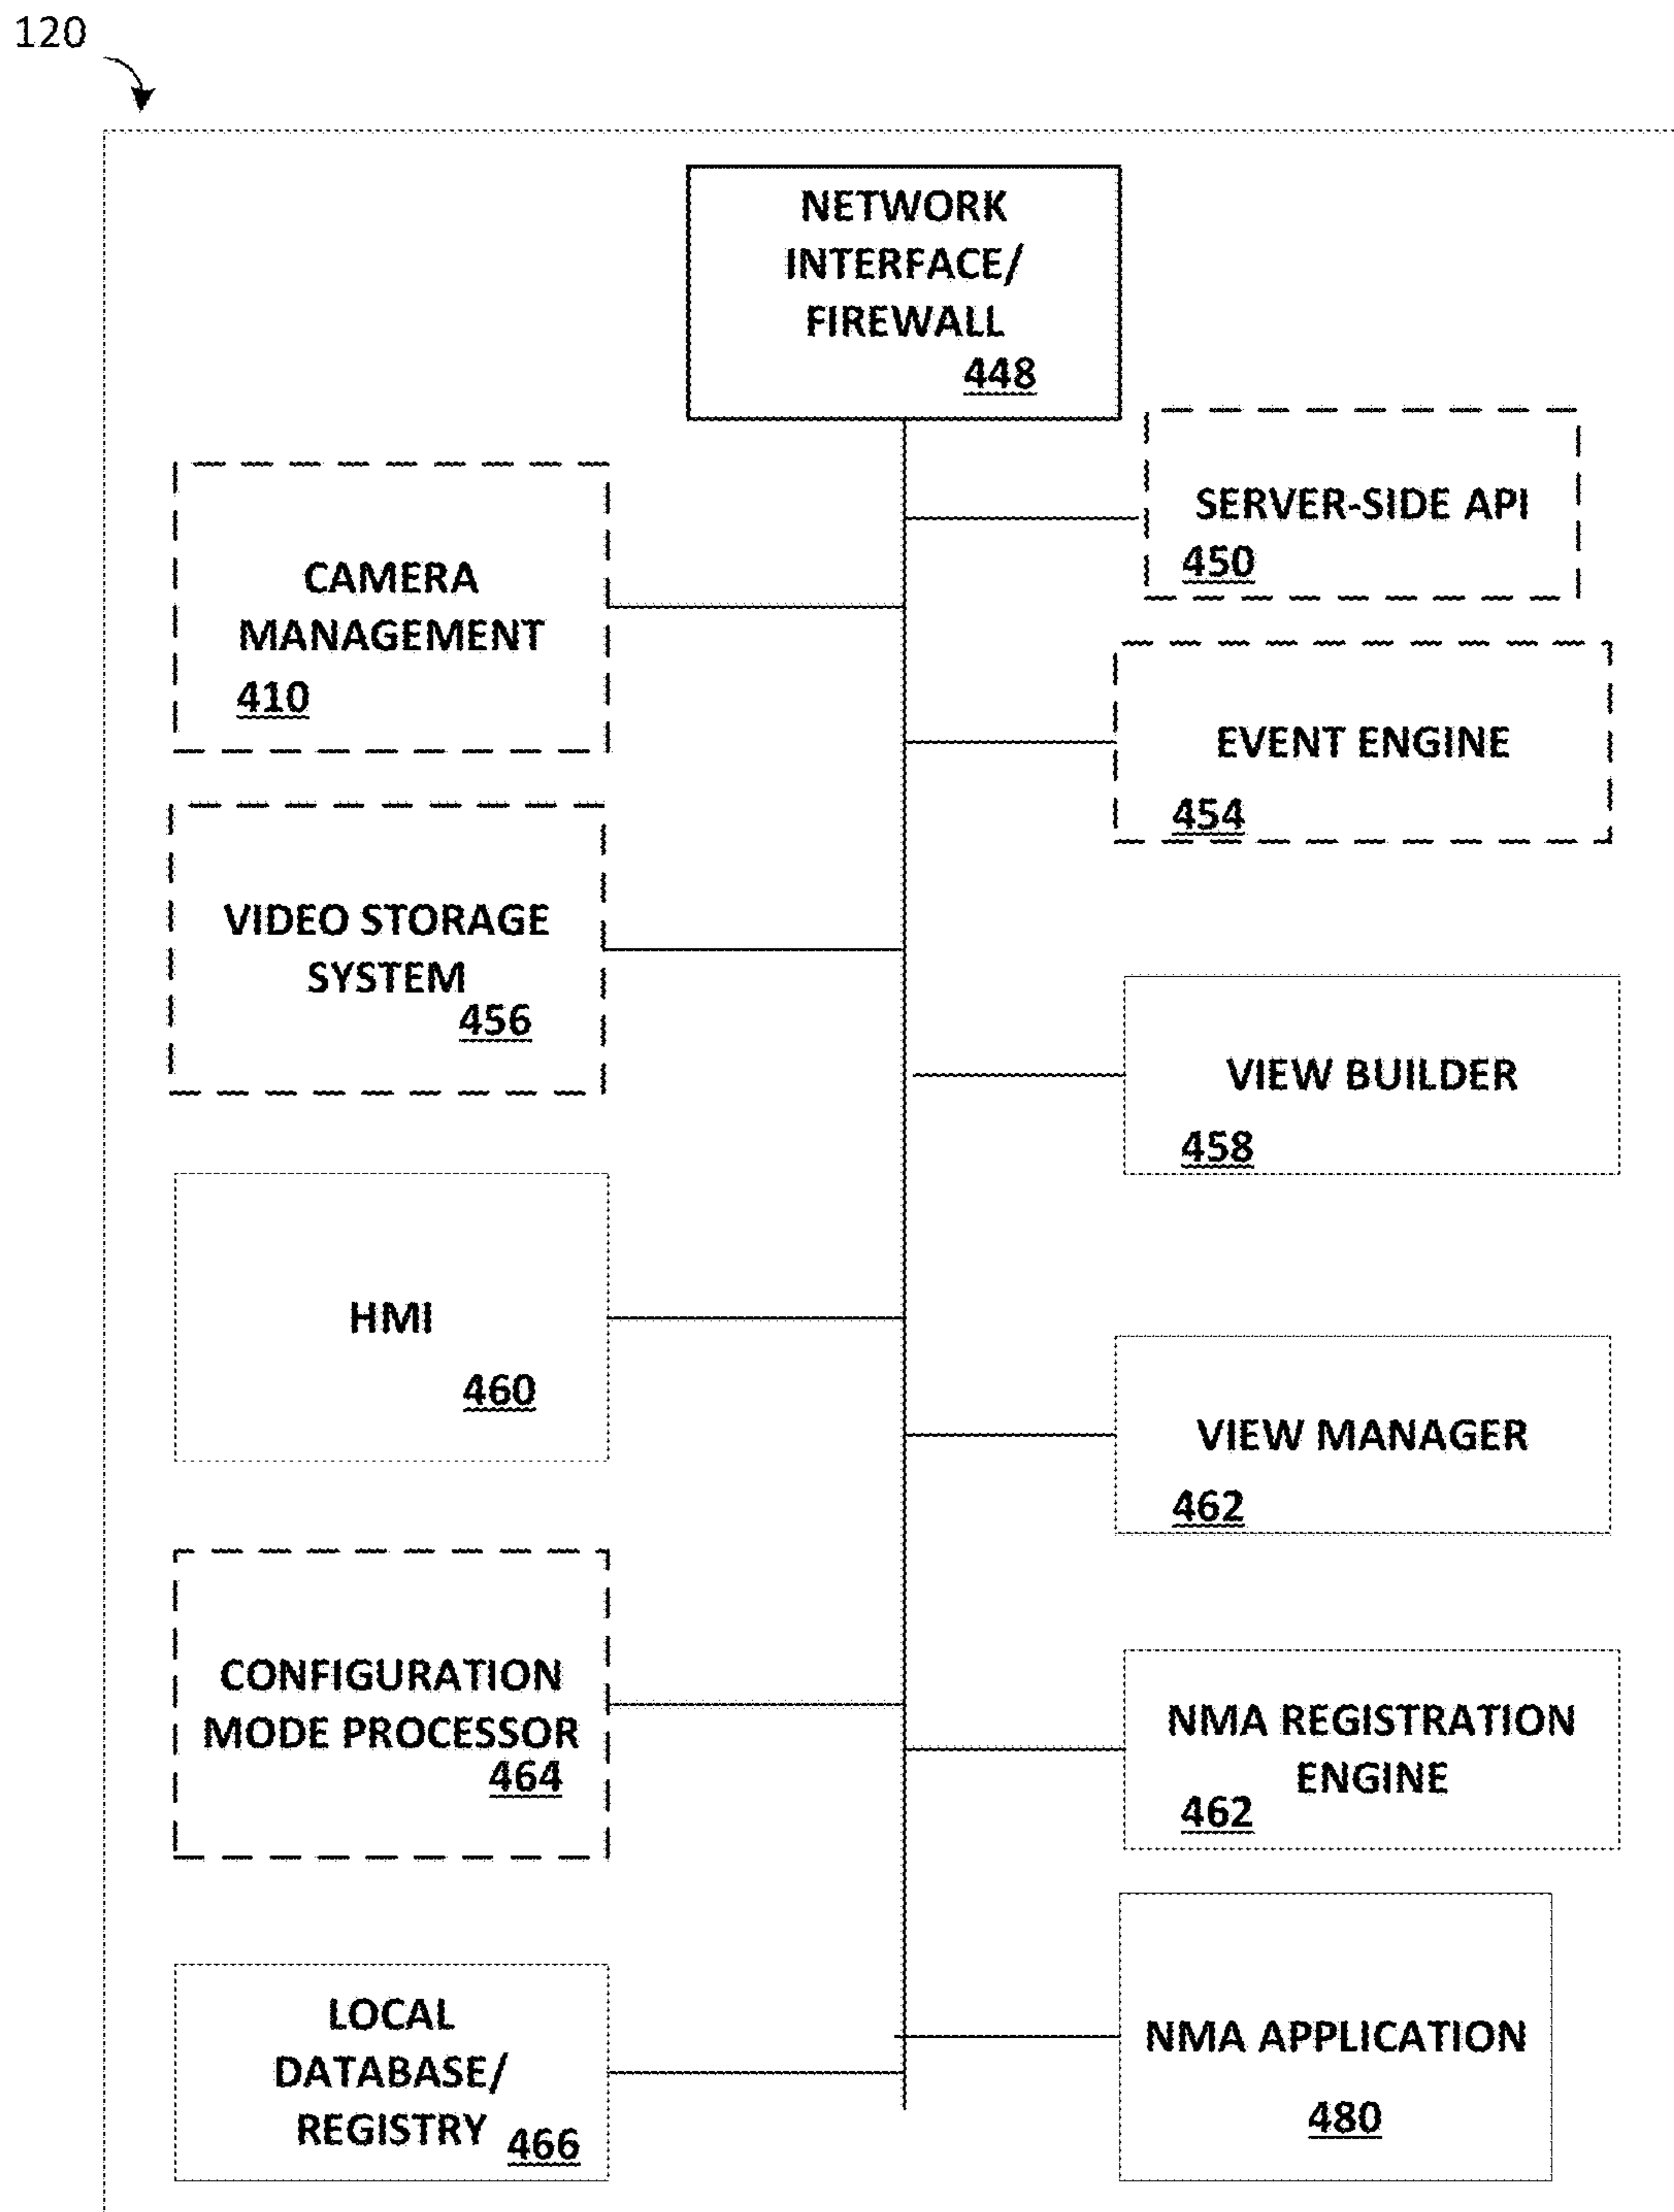 120
NETWORK
INTERFACE/
FIREWALL
448
SERVER-SIDE API
450
CAMERA
MANAGEMENT
410
EVENT ENGINE
454
VIDEO STORAGE
SYSTEM
456
VIEW BUILDER
458
HMI
460
VIEW MANAGER
462
CONFIGURATION
MODE PROCESSOR
464
NMA REGISTRATION
ENGINE
462
LOCAL
DATABASE/
REGISTRY
466
NMA APPLICATION
480